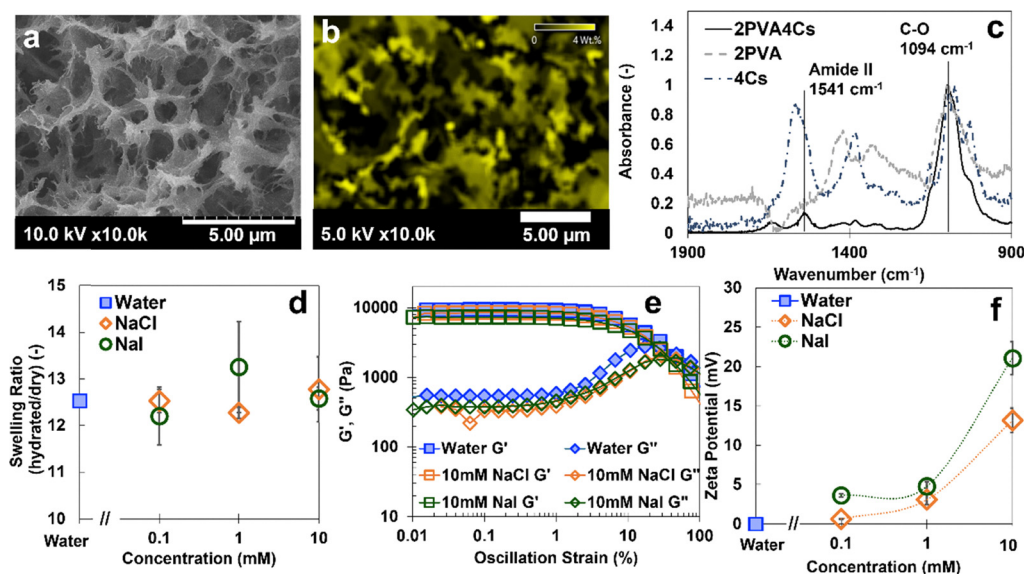 a
10.0 kV x10.0k 5.00 µm
b
0 4 Wt.%
5.0 kV x10.0k 5.00 µm
c
2PVA4Cs
2PVA
4Cs
C-O
1094 cm⁻¹
Amide II
1541 cm⁻¹
Absorbance (-)
1.4
1.2
1
0.8
0.6
0.4
0.2
0
1900 1400 900
Wavenumber (cm⁻¹)
d
Water
NaCl
NaI
Swelling Ratio
(hydrated/dry) (-)
15
14
13
12
11
10
Water // 0.1 1 10
Concentration (mM)
e
G', G'' (Pa)
10000
1000
100
10
Water G' Water G''
10mM NaCl G' 10mM NaCl G''
10mM NaI G' 10mM NaI G''
0.01 0.1 1 10 100
Oscillation Strain (%)
f
Water
NaCl
NaI
Zeta Potential (mV)
30
25
20
15
10
5
0
Water // 0.1 1 10
Concentration (mM)